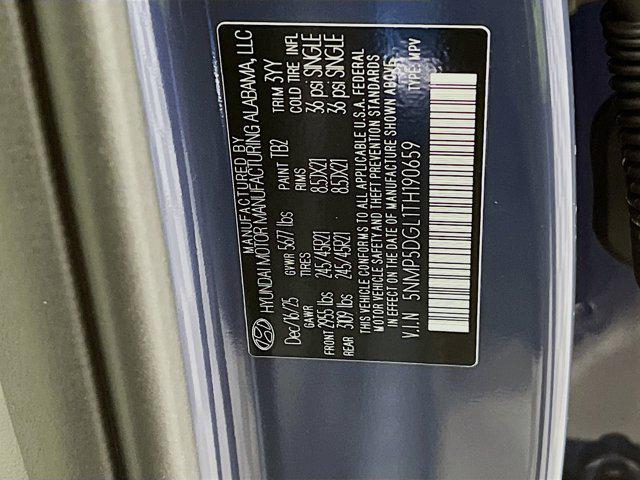 MANUFACTURED BY
HYUNDAI MOTOR MANUFACTURING ALABAMA, LLC
Dec/16/25 GVWR 5677 lbs PAINT TB2 TRIM 3YY
GAWR TIRES RIMS COLD TIRE INFL
FRONT 2955 lbs 245/45R21 8.5JX21 36 psi SINGLE
REAR 3109 lbs 245/45R21 8.5JX21 36 psi SINGLE
THIS VEHICLE CONFORMS TO ALL APPLICABLE U.S.A. FEDERAL
MOTOR VEHICLE SAFETY AND THEFT PREVENTION STANDARDS
IN EFFECT ON THE DATE OF MANUFACTURE SHOWN ABOVE
V.I.N 5NMP5DGL1TH190659 TYPE: MPV